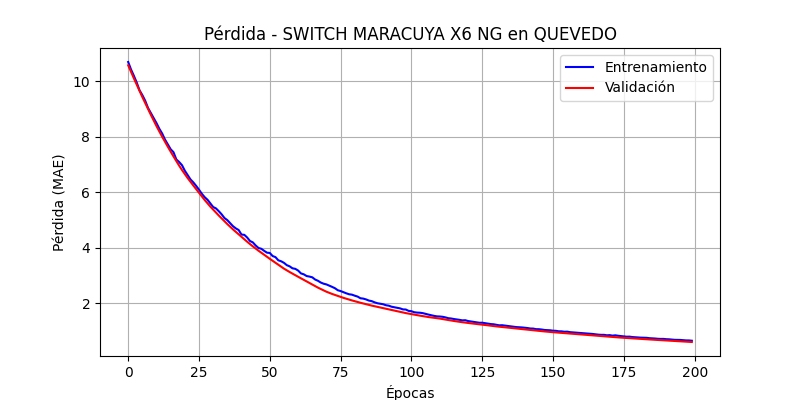 Pérdida - SWITCH MARACUYA X6 NG en QUEVEDO
Entrenamiento
Validación
Pérdida (MAE)
10
8
6
4
2
0 25 50 75 100 125 150 175 200
Épocas